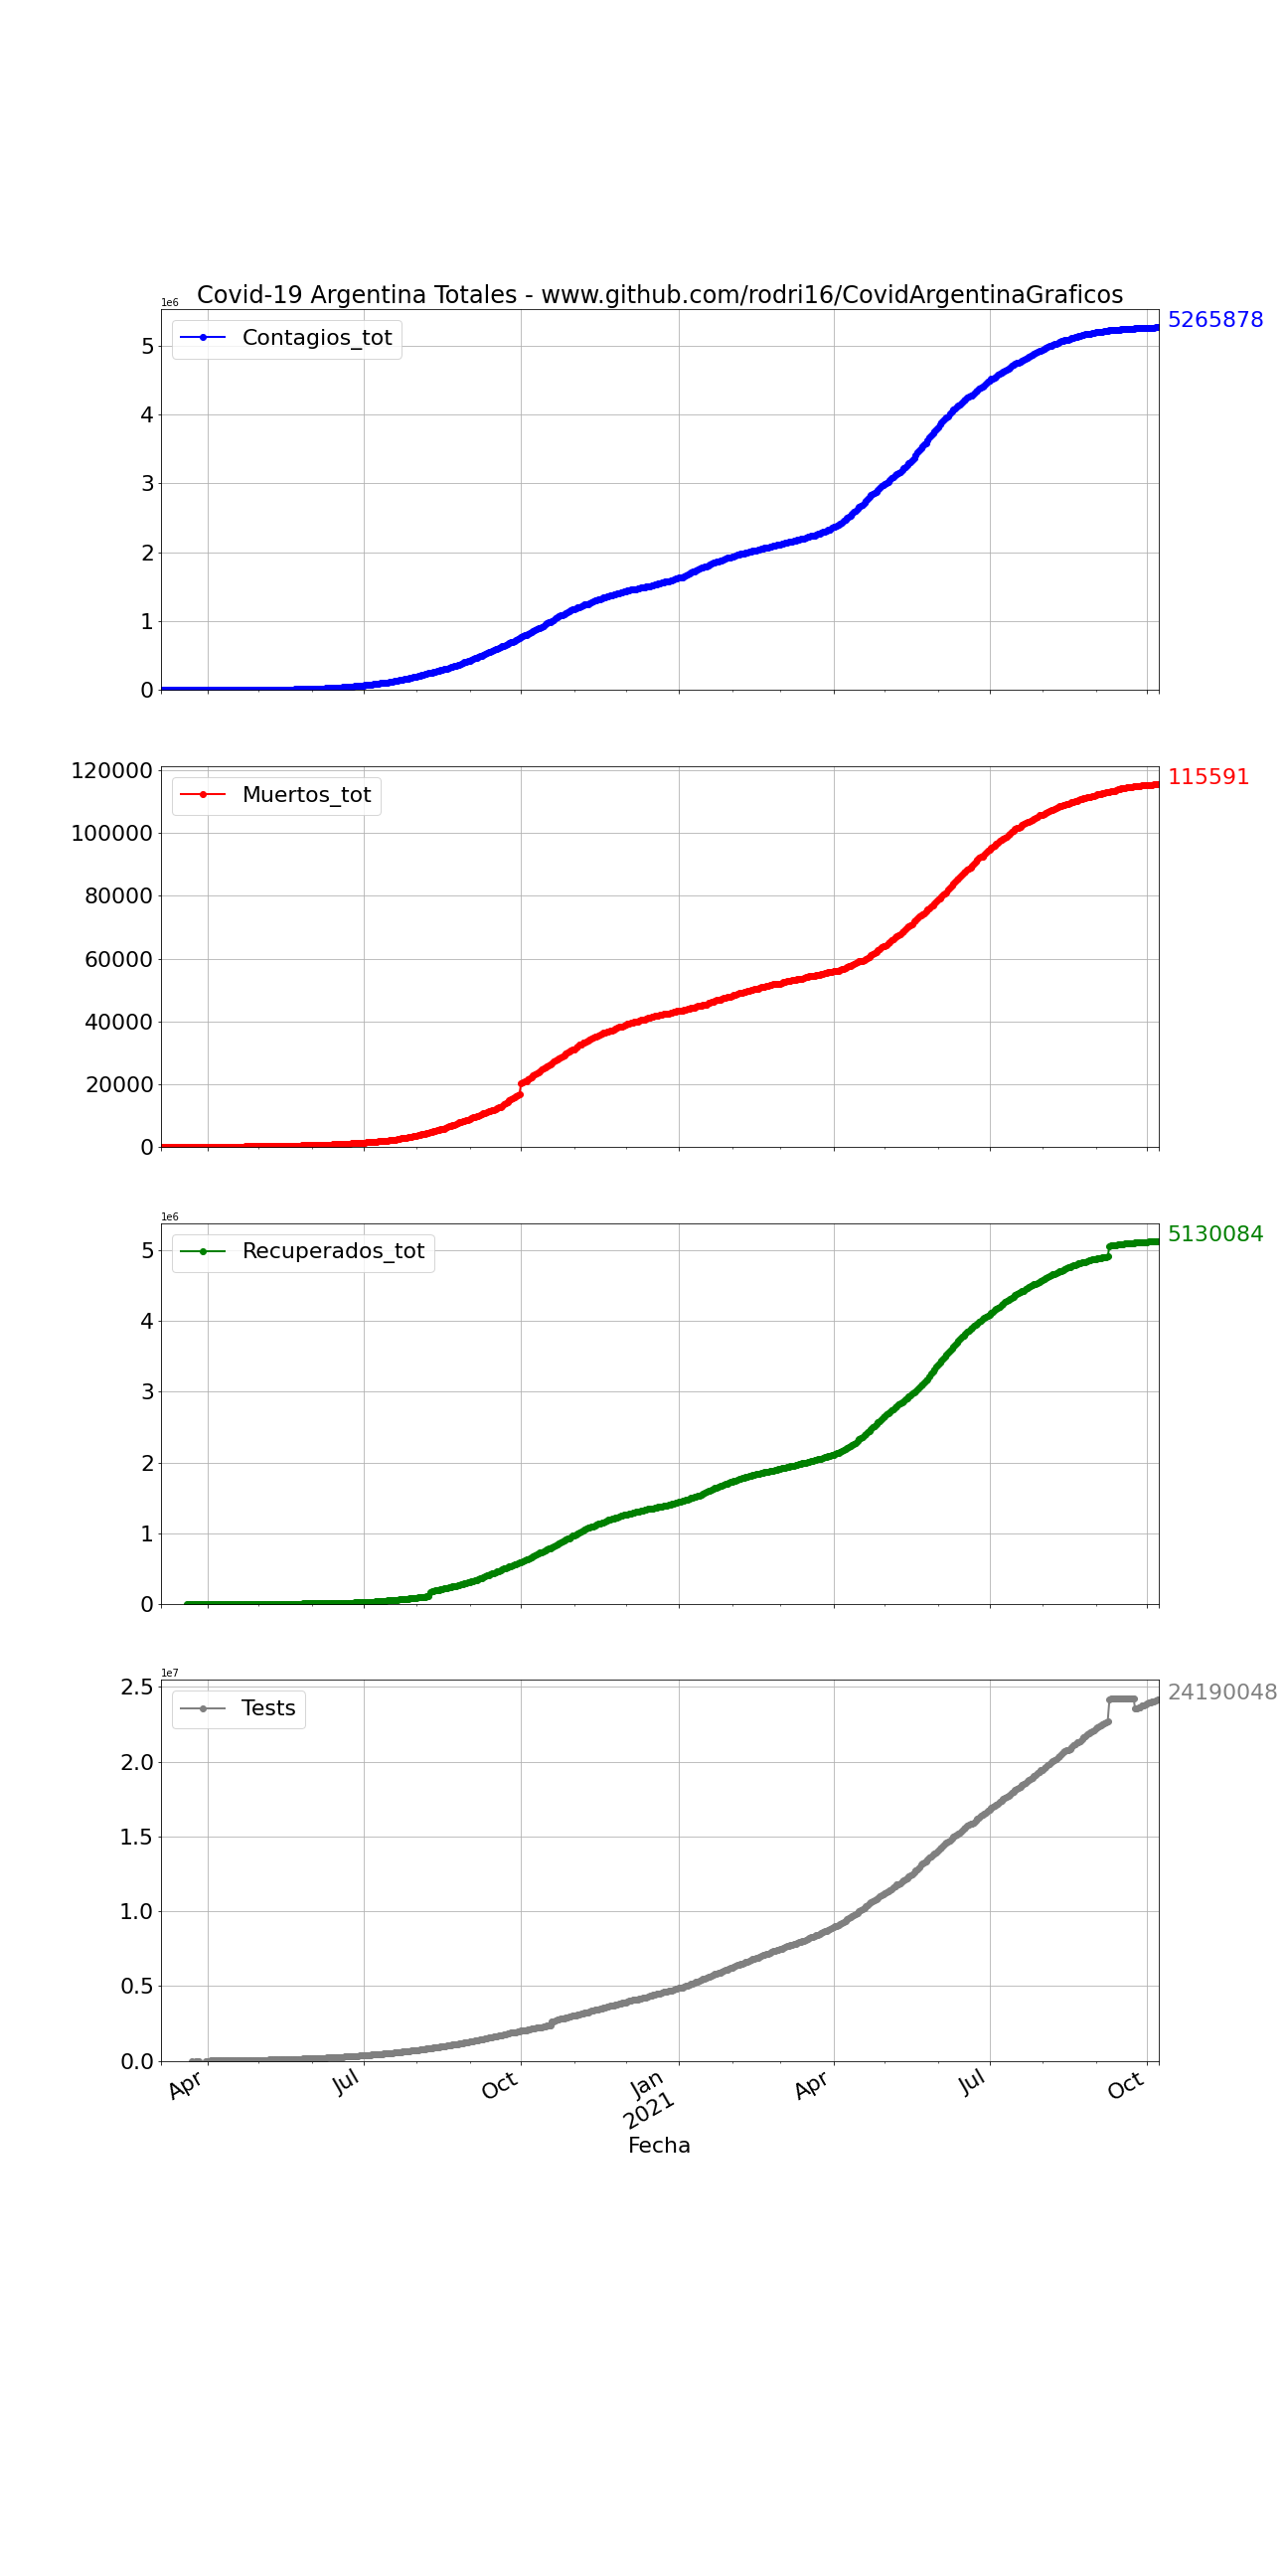 Covid-19 Argentina Totales - www.github.com/rodri16/CovidArgentinaGraficos
1e6
5265878
Contagios_tot
5
4
3
2
1
0
115591
Muertos_tot
120000
100000
80000
60000
40000
20000
0
1e6
5130084
Recuperados_tot
5
4
3
2
1
0
1e7
24190048
Tests
2.5
2.0
1.5
1.0
0.5
0.0
Apr
Jul
Oct
Jan
2021
Apr
Jul
Oct
Fecha